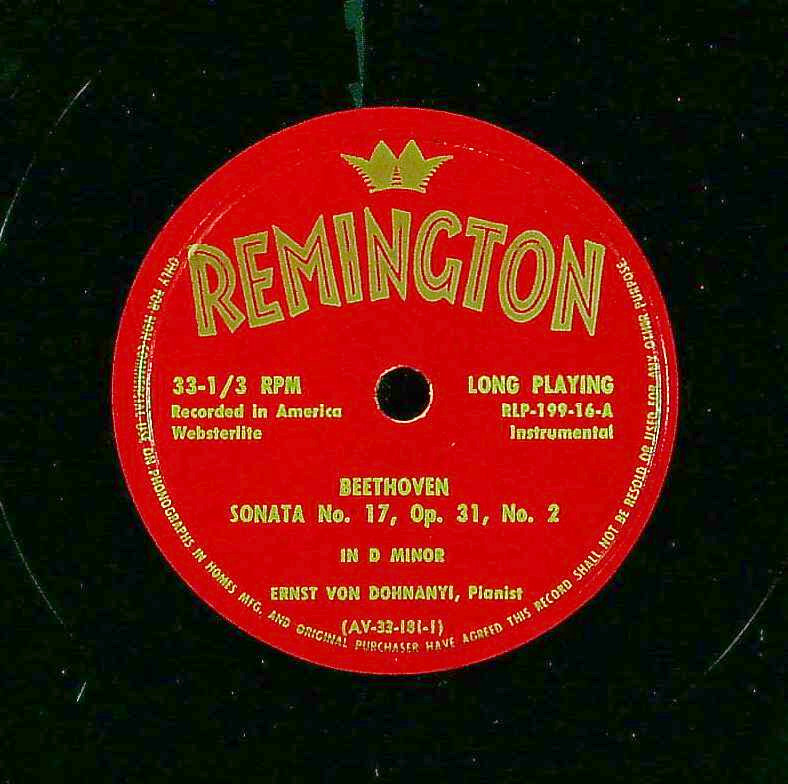 REMINGTON
33-1/3 RPM
Recorded in America
Websterlite
LONG PLAYING
RLP-199-16-A
Instrumental
BEETHOVEN
SONATA No. 17, Op. 31, No. 2
IN D MINOR
ERNST VON DOHNANYI, Pianist
(AV-33-181-1)
ONLY FOR NON COMMERCIAL USE ON PHONOGRAPHS IN HOMES MFG. AND ORIGINAL PURCHASER HAVE AGREED THIS RECORD SHALL NOT BE RESOLD OR USED FOR ANY OTHER PURPOSE.